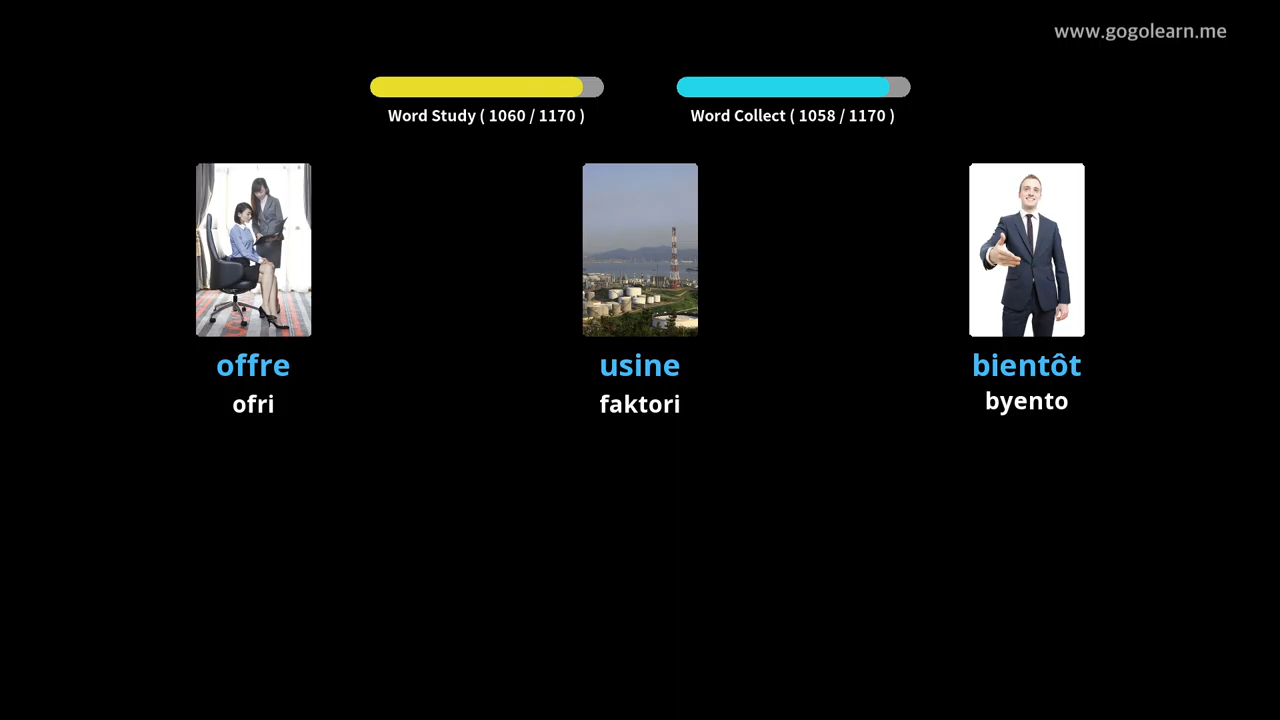 www.gogolearn.me
Word Study ( 1060 / 1170 )
Word Collect ( 1058 / 1170 )
offre
usine
bientôt
ofri
faktori
byento